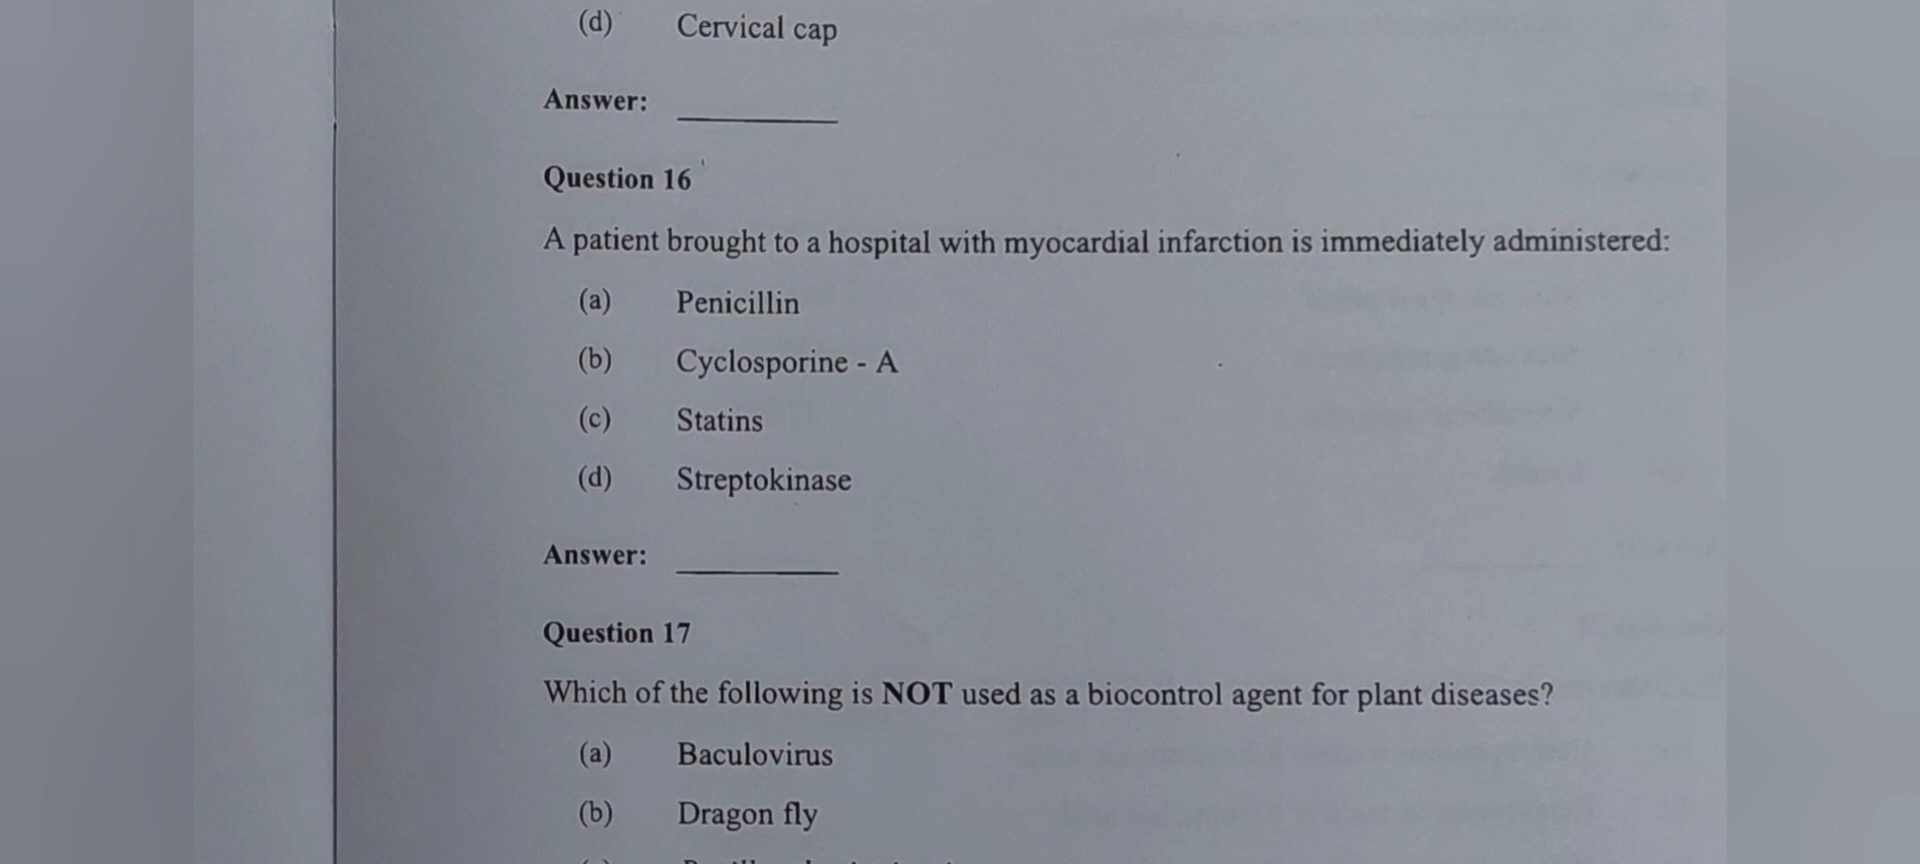 (d) Cervical cap
Answer: __________
Question 16
A patient brought to a hospital with myocardial infarction is immediately administered:
(a) Penicillin
(b) Cyclosporine - A
(c) Statins
(d) Streptokinase
Answer: __________
Question 17
Which of the following is NOT used as a biocontrol agent for plant diseases?
(a) Baculovirus
(b) Dragon fly